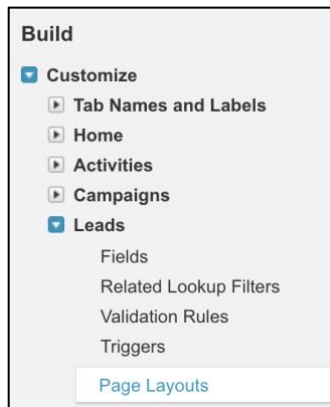 Build
Customize
Tab Names and Labels
Home
Activities
Campaigns
Leads
Fields
Related Lookup Filters
Validation Rules
Triggers
Page Layouts